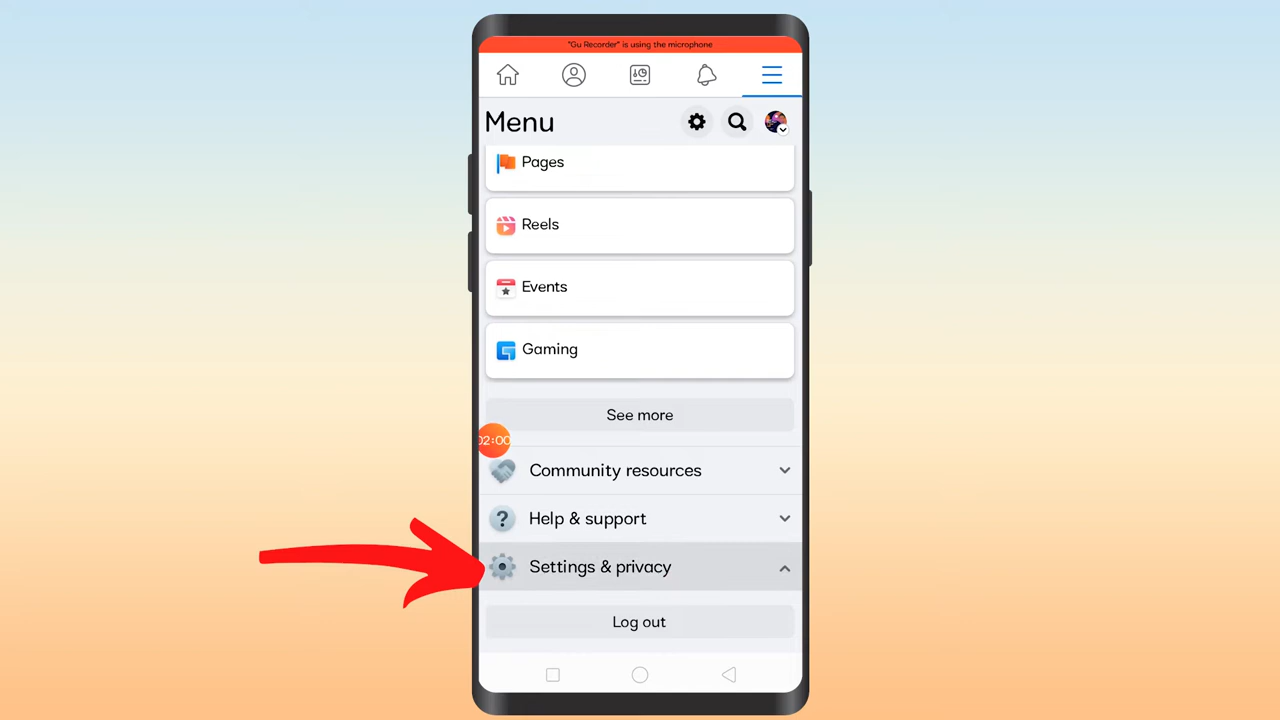 "Gu Recorder" is using the microphone
Menu
Pages
Reels
Events
Gaming
See more
02:00
Community resources
Help & support
Settings & privacy
Log out